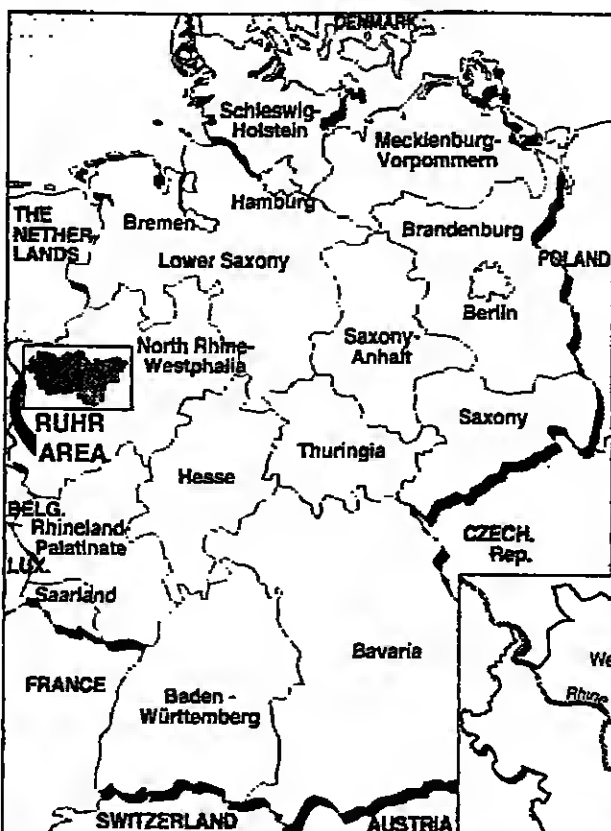 DENMARK
Schleswig-
Holstein
Mecklenburg-
Vorpommern
Hamburg
Bremen
THE
NETHER-
LANDS
Brandenburg
Lower Saxony
POLAND
Berlin
North Rhine-
Westphalia
Saxony-
Anhalt
RUHR
AREA
Saxony
Thuringia
Hesse
BELG.
Rhineland-
Palatinate
CZECH.
Rep.
LUX.
Saarland
Bavaria
FRANCE
Baden -
Württemberg
Rhine
SWITZERLAND
AUSTRIA